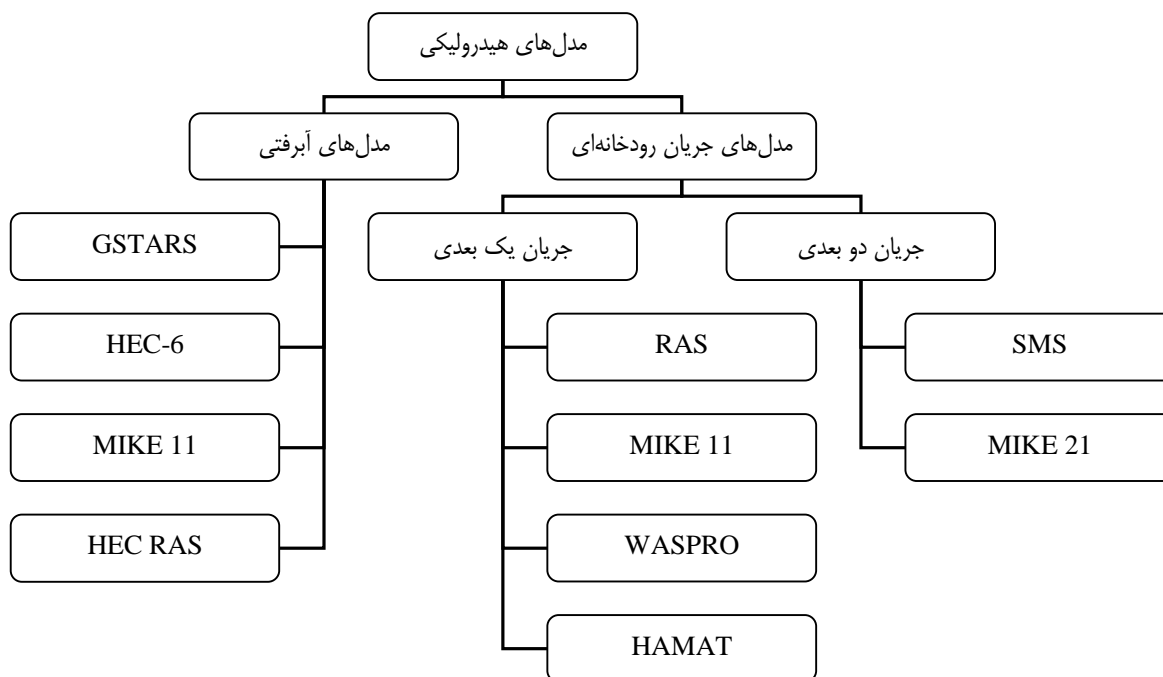 مدل‌های هیدرولیکی
مدل‌های جریان رودخانه‌ای
مدل‌های آبرفتی
جریان دو بعدی
جریان یک بعدی
GSTARS
HEC-6
RAS
SMS
MIKE 11
MIKE 11
MIKE 21
HEC RAS
WASPRO
HAMAT